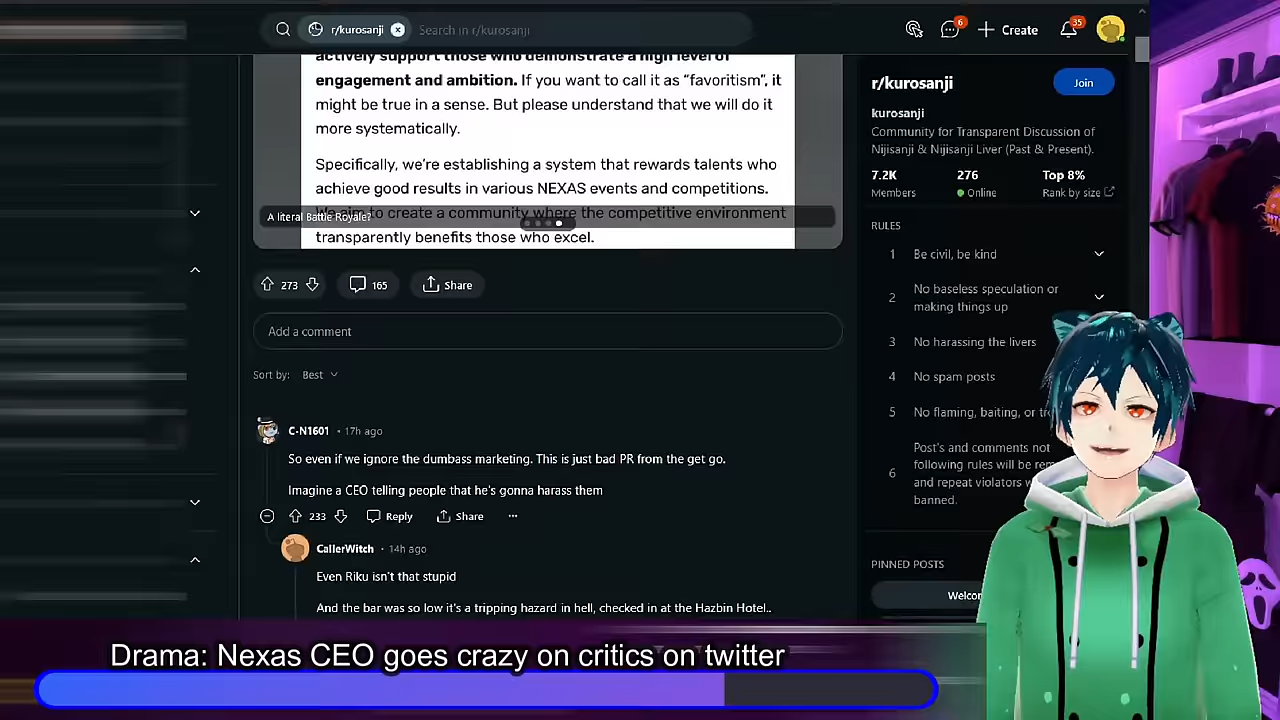 r/kurosanji
Search in r/kurosanji
6
Create
35
actively support those who demonstrate a high level of
engagement and ambition. If you want to call it as “favoritism”, it
might be true in a sense. But please understand that we will do it
more systematically.
Specifically, we're establishing a system that rewards talents who
achieve good results in various NEXAS events and competitions.
We aim to create a community where the competitive environment
A literal Battle Royale?
transparently benefits those who excel.
273
165
Share
Add a comment
Sort by: Best
C-N1601 • 17h ago
So even if we ignore the dumbass marketing. This is just bad PR from the get go.
Imagine a CEO telling people that he's gonna harass them
233
Reply
Share
CallerWitch • 14h ago
Even Riku isn't that stupid
And the bar was so low it's a tripping hazard in hell, checked in at the Hazbin Hotel..
r/kurosanji
Join
kurosanji
Community for Transparent Discussion of
Nijisanji & Nijisanji Liver (Past & Present).
7.2K 276 Top 8%
Members Online Rank by size
RULES
1 Be civil, be kind
2 No baseless speculation or
making things up
3 No harassing the livers
4 No spam posts
5 No flaming, baiting, or
6 Post's and comments not
following rules will be
and repeat violators
banned.
PINNED POSTS
Drama: Nexas CEO goes crazy on critics on twitter